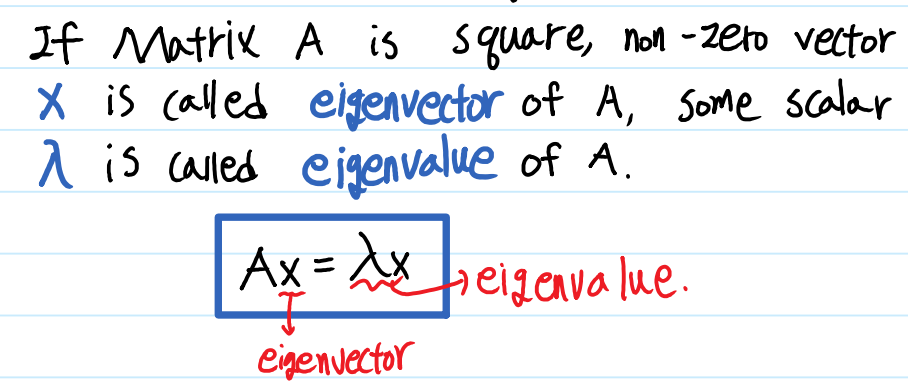 If Matrix A is square, non-zero vector
x is called eigenvector of A, some scalar
λ is called eigenvalue of A.
Ax = λx
eigenvalue.
eigenvector